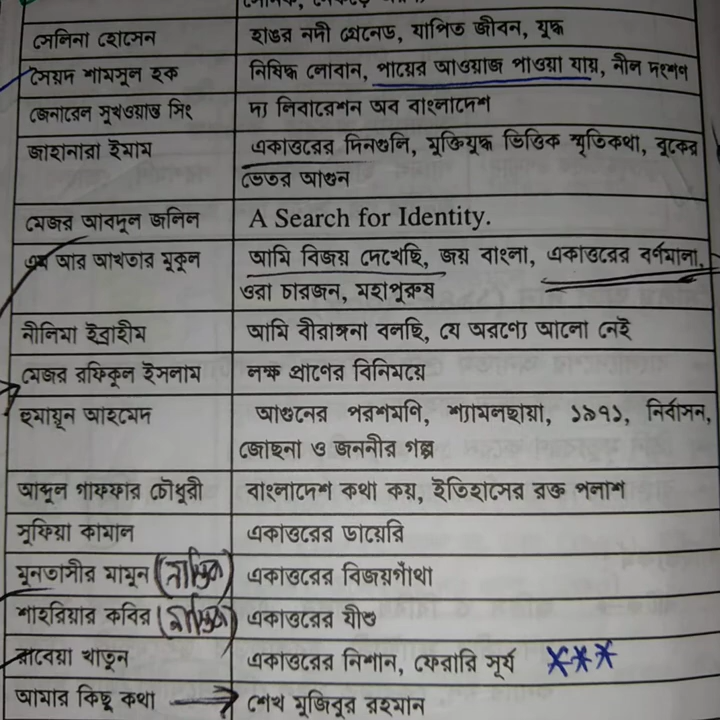 সেলিনা হোসেন হাঙর নদী গ্রেনেড, যাপিত জীবন, যুদ্ধ
সৈয়দ শামসুল হক নিষিদ্ধ লোবান, পায়ের আওয়াজ পাওয়া যায়, নীল দংশন
জেনারেল সুখওয়ান্ত সিং দ্য লিবারেশন অব বাংলাদেশ
জাহানারা ইমাম একাত্তরের দিনগুলি, মুক্তিযুদ্ধ ভিত্তিক স্মৃতিকথা, বুকের
ভেতর আগুন
মেজর আবদুল জলিল A Search for Identity.
এম আর আখতার মুকুল আমি বিজয় দেখেছি, জয় বাংলা, একাত্তরের বর্ণমালা,
ওরা চারজন, মহাপুরুষ
নীলিমা ইব্রাহীম আমি বীরাঙ্গনা বলছি, যে অরণ্যে আলো নেই
মেজর রফিকুল ইসলাম লক্ষ প্রাণের বিনিময়ে
হুমায়ূন আহমেদ আগুনের পরশমণি, শ্যামলছায়া, ১৯৭১, নির্বাসন,
জোছনা ও জননীর গল্প
আব্দুল গাফফার চৌধুরী বাংলাদেশ কথা কয়, ইতিহাসের রক্ত পলাশ
সুফিয়া কামাল একাত্তরের ডায়েরি
মুনতাসীর মামুন (নাস্তিক) একাত্তরের বিজয়গাঁথা
শাহরিয়ার কবির (নাস্তিক) একাত্তরের যীশু
রাবেয়া খাতুন একাত্তরের নিশান, ফেরারি সূর্য ***
আমার কিছু কথা → শেখ মুজিবুর রহমান